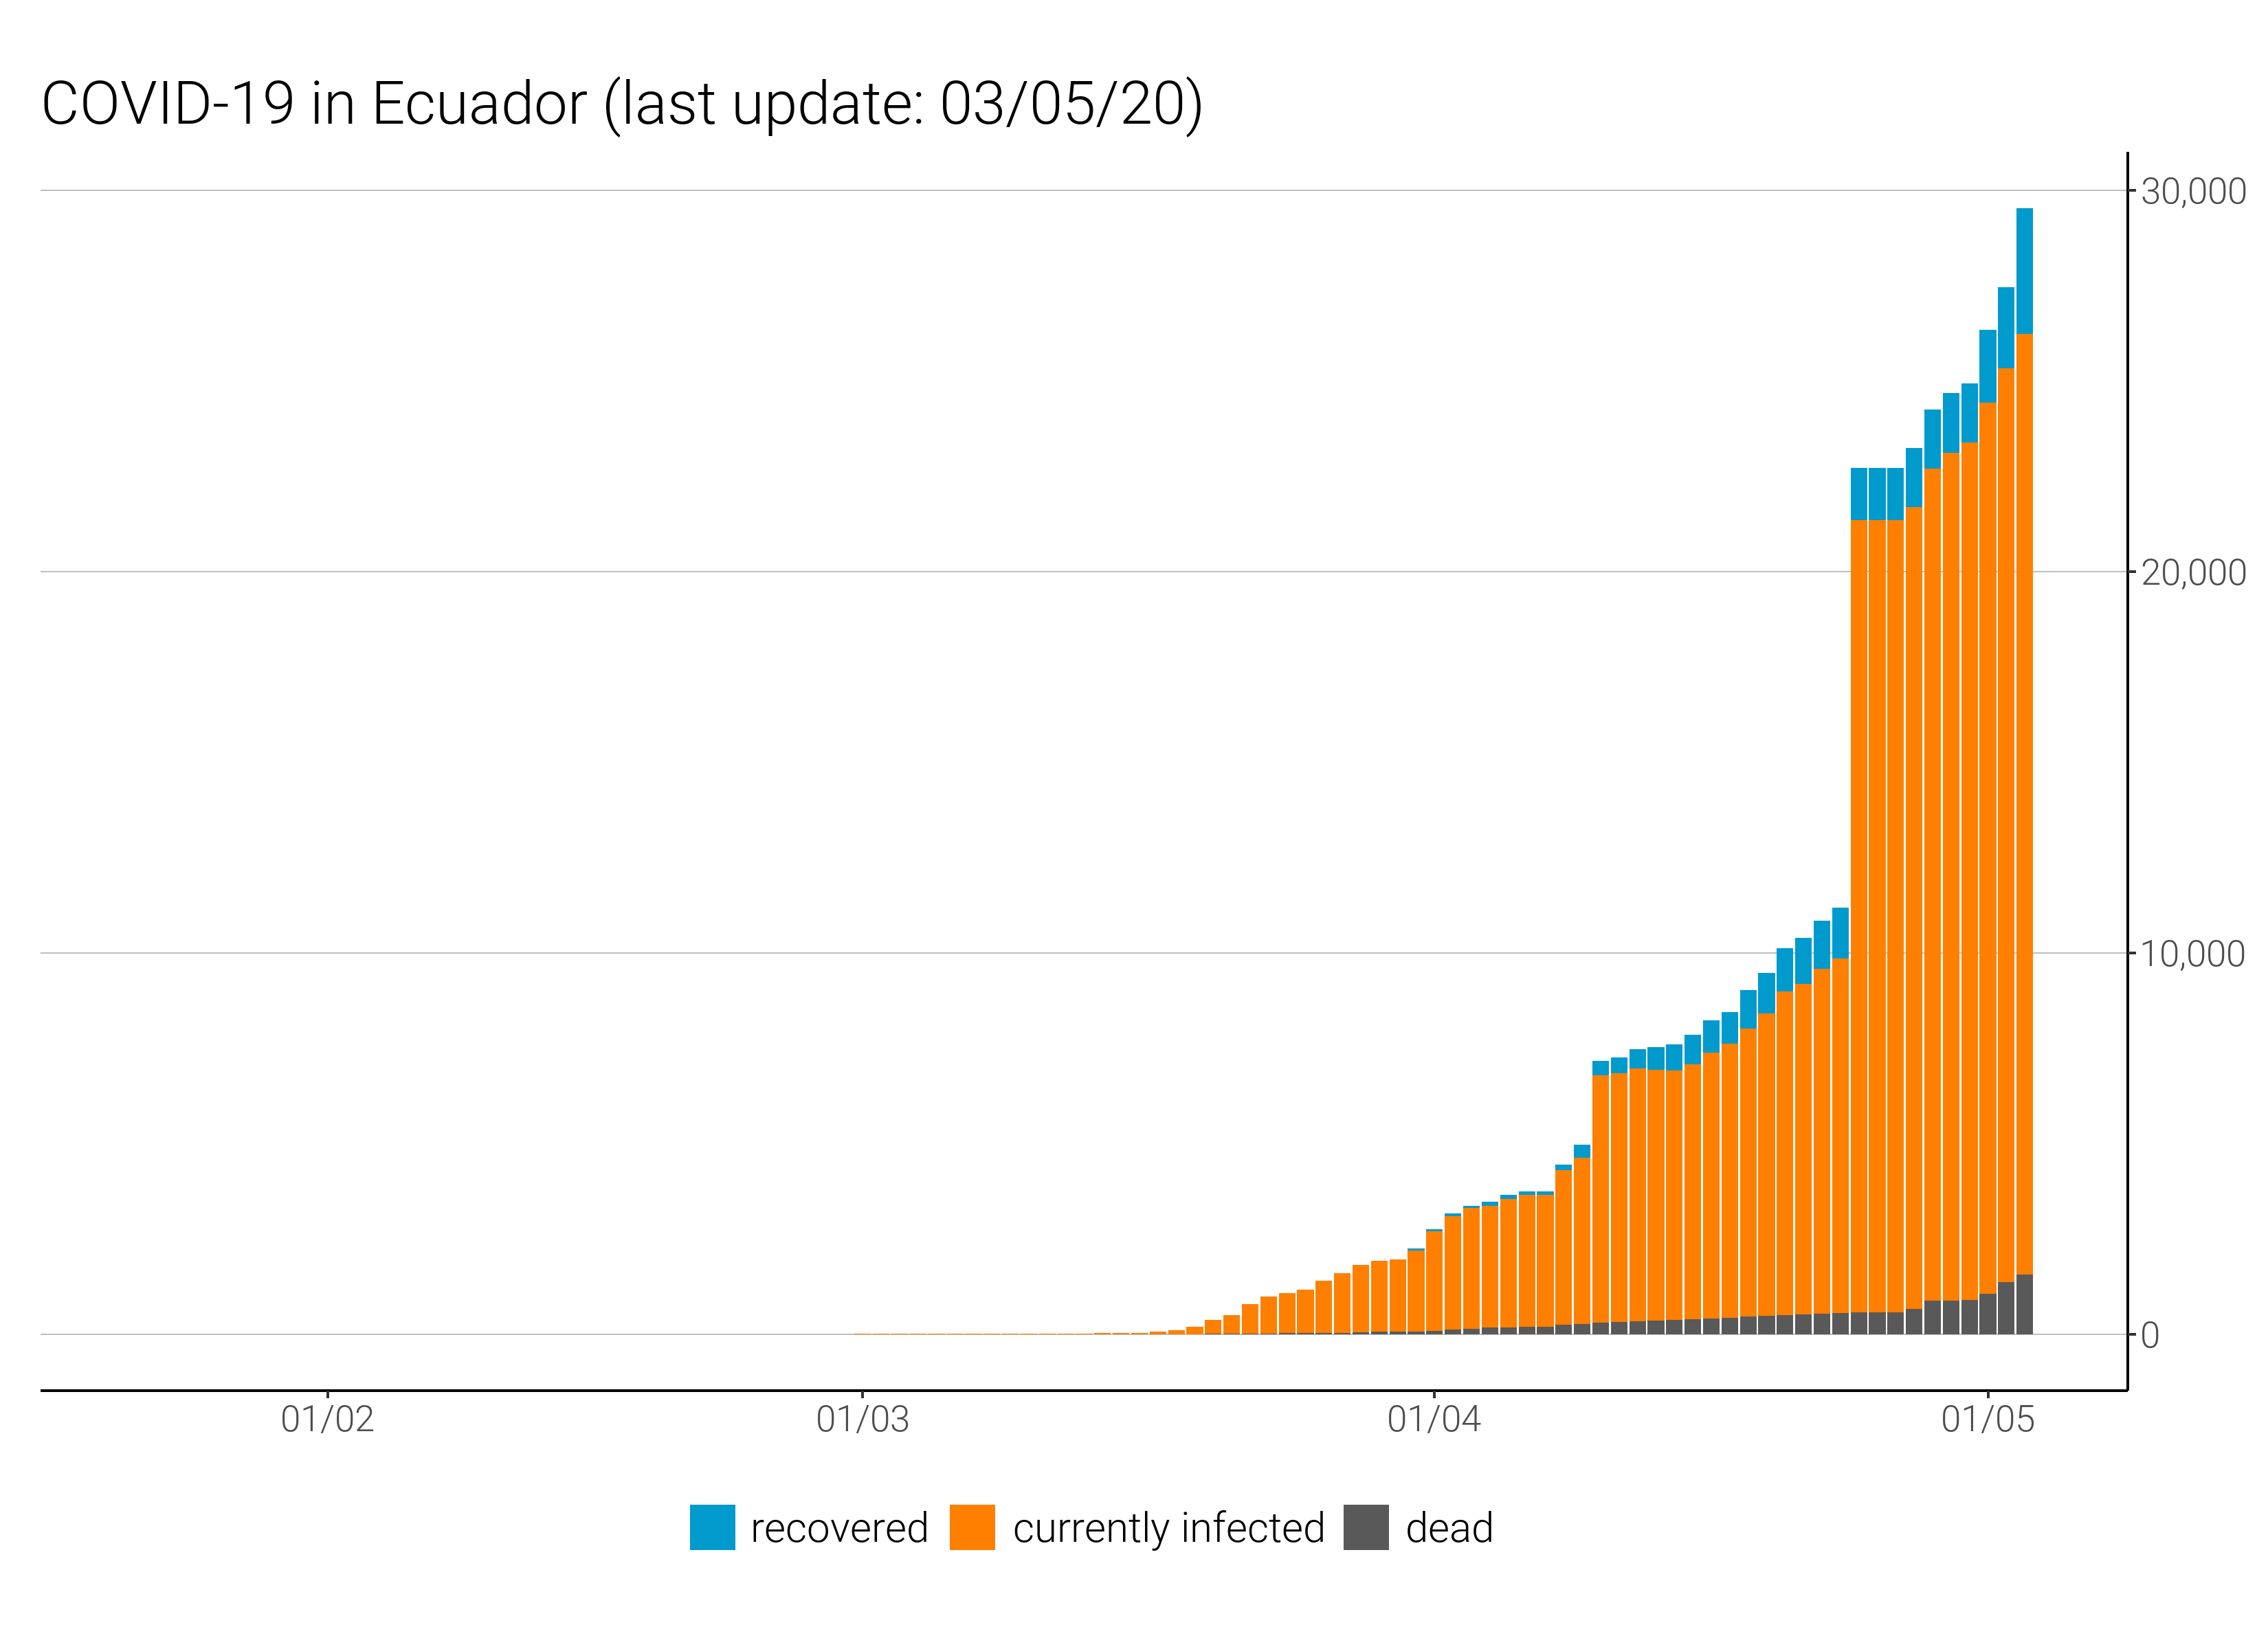 COVID-19 in Ecuador (last update: 03/05/20)
30,000
20,000
10,000
0
01/02 01/03 01/04 01/05
recovered currently infected dead